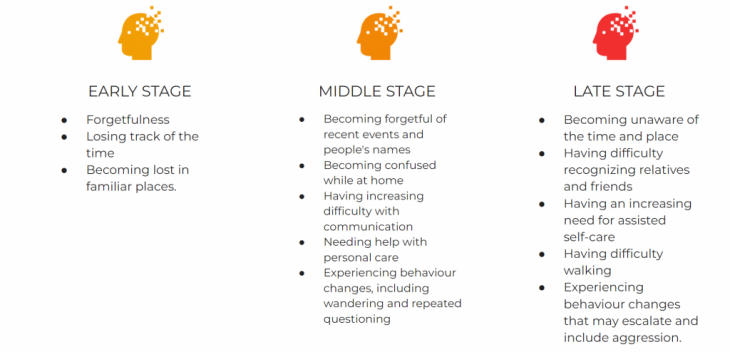 EARLY STAGE
● Forgetfulness
● Losing track of the
time
● Becoming lost in
familiar places.
MIDDLE STAGE
● Becoming forgetful of
recent events and
people's names
● Becoming confused
while at home
● Having increasing
difficulty with
communication
● Needing help with
personal care
● Experiencing behaviour
changes, including
wandering and repeated
questioning
LATE STAGE
● Becoming unaware of
the time and place
● Having difficulty
recognizing relatives
and friends
● Having an increasing
need for assisted
self-care
● Having difficulty
walking
● Experiencing
behaviour changes
that may escalate and
include aggression.